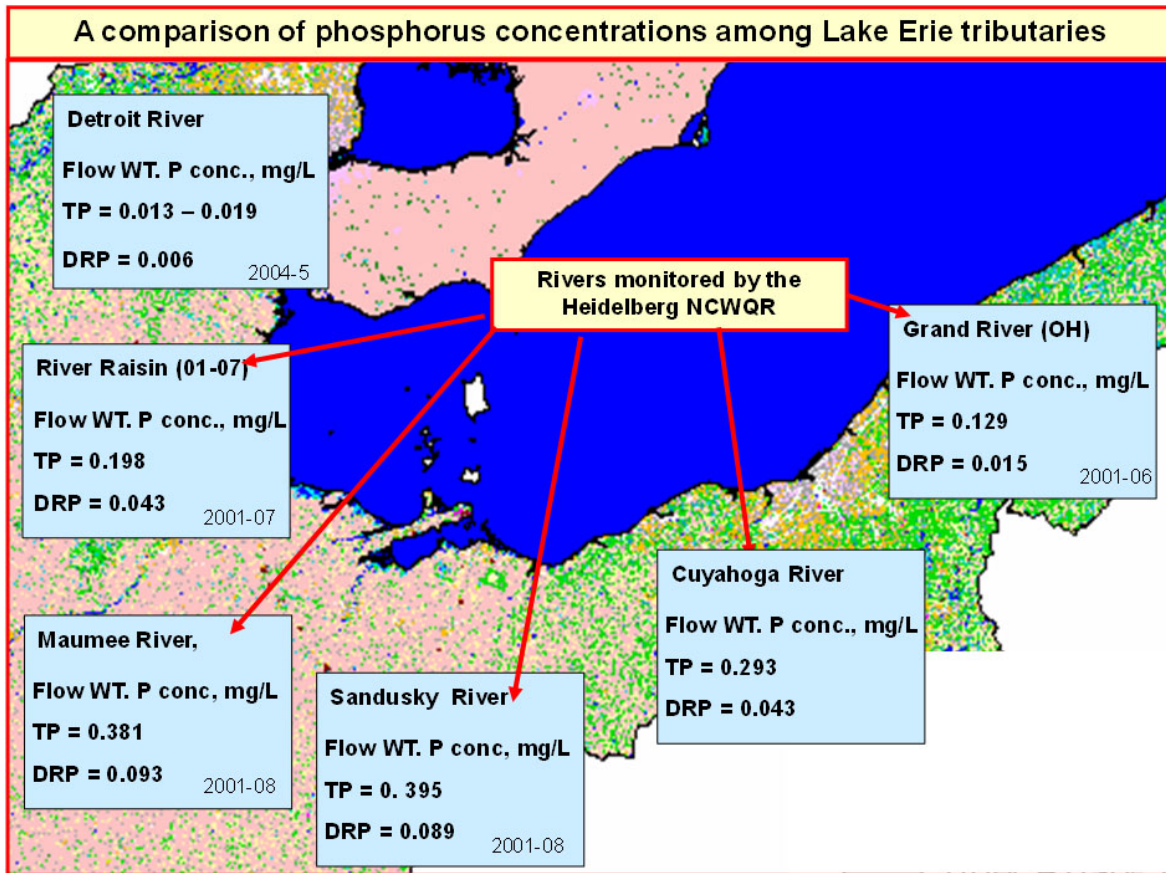 A comparison of phosphorus concentrations among Lake Erie tributaries
Detroit River
Flow WT. P conc., mg/L
TP = 0.013 – 0.019
DRP = 0.006
2004-5
Rivers monitored by the
Heidelberg NCWQR
Grand River (OH)
Flow WT. P conc., mg/L
TP = 0.129
DRP = 0.015
2001-06
River Raisin (01-07)
Flow WT. P conc., mg/L
TP = 0.198
DRP = 0.043
2001-07
Cuyahoga River
Flow WT. P conc., mg/L
TP = 0.293
DRP = 0.043
Maumee River,
Flow WT. P conc, mg/L
TP = 0.381
DRP = 0.093
2001-08
Sandusky River
Flow WT. P conc, mg/L
TP = 0. 395
DRP = 0.089
2001-08